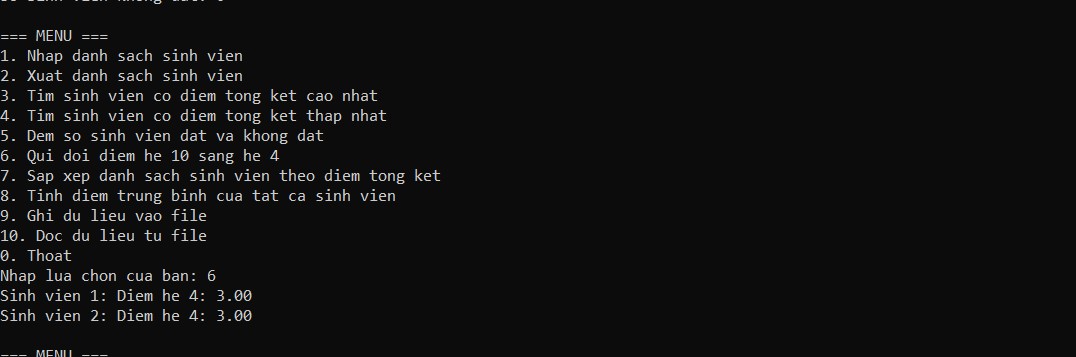 === MENU ===
1. Nhap danh sach sinh vien
2. Xuat danh sach sinh vien
3. Tim sinh vien co diem tong ket cao nhat
4. Tim sinh vien co diem tong ket thap nhat
5. Dem so sinh vien dat va khong dat
6. Qui doi diem he 10 sang he 4
7. Sap xep danh sach sinh vien theo diem tong ket
8. Tinh diem trung binh cua tat ca sinh vien
9. Ghi du lieu vao file
10. Doc du lieu tu file
0. Thoat
Nhap lua chon cua ban: 6
Sinh vien 1: Diem he 4: 3.00
Sinh vien 2: Diem he 4: 3.00
=== MENU ===